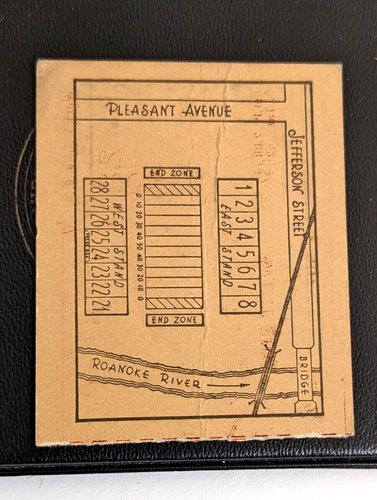 PLEASANT AVENUE
JEFFERSON STREET
END ZONE
28 27 26 25 24 23 22 21
WEST STAND
0 10 20 30 40 50 40 30 20 10 0
1 2 3 4 5 6 7 8
EAST STAND
END ZONE
ROANOKE RIVER
BRIDGE